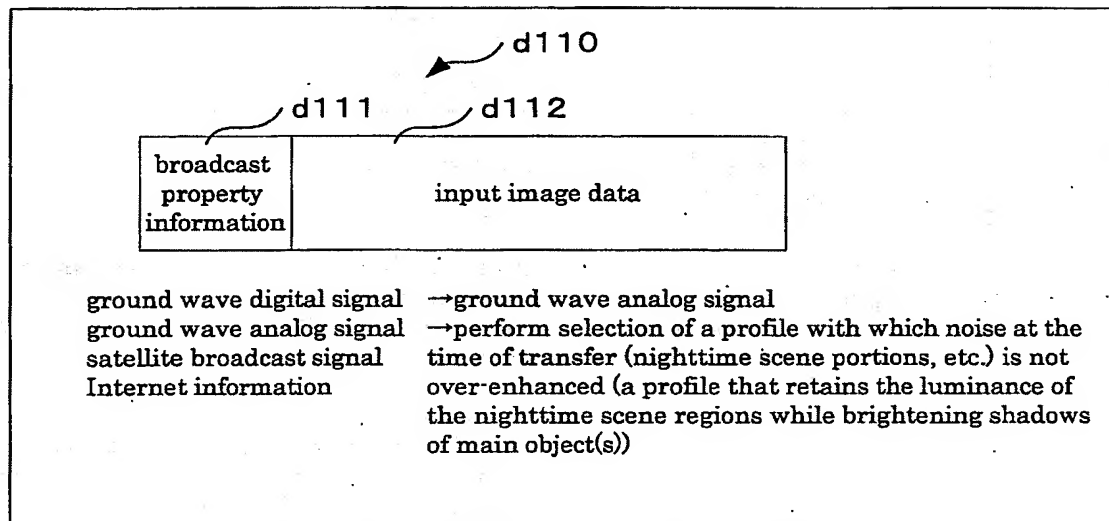 d110
d111
d112
broadcast
property
information
input image data
ground wave digital signal
ground wave analog signal
satellite broadcast signal
Internet information
→ground wave analog signal
→perform selection of a profile with which noise at the
time of transfer (nighttime scene portions, etc.) is not
over-enhanced (a profile that retains the luminance of
the nighttime scene regions while brightening shadows
of main object(s))